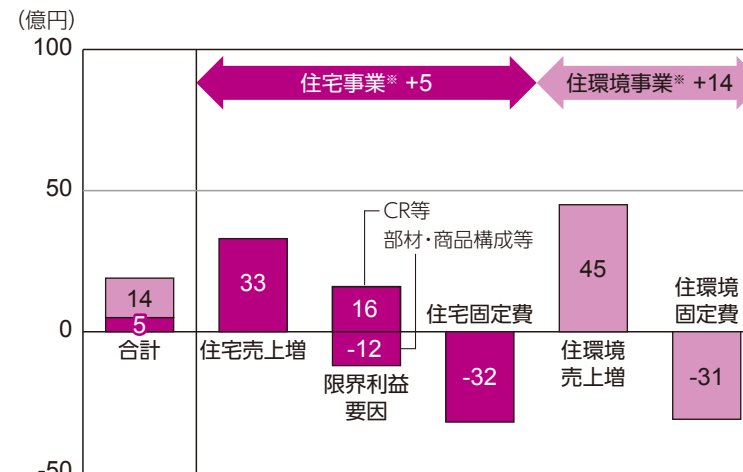 (億円)
100
住宅事業※ +5
住環境事業※ +14
50
CR等
部材・商品構成等
14
5
33
16
-12
住宅固定費
-32
45
住環境
固定費
-31
0
合計
住宅売上増
限界利益
要因
住環境
売上増
-50